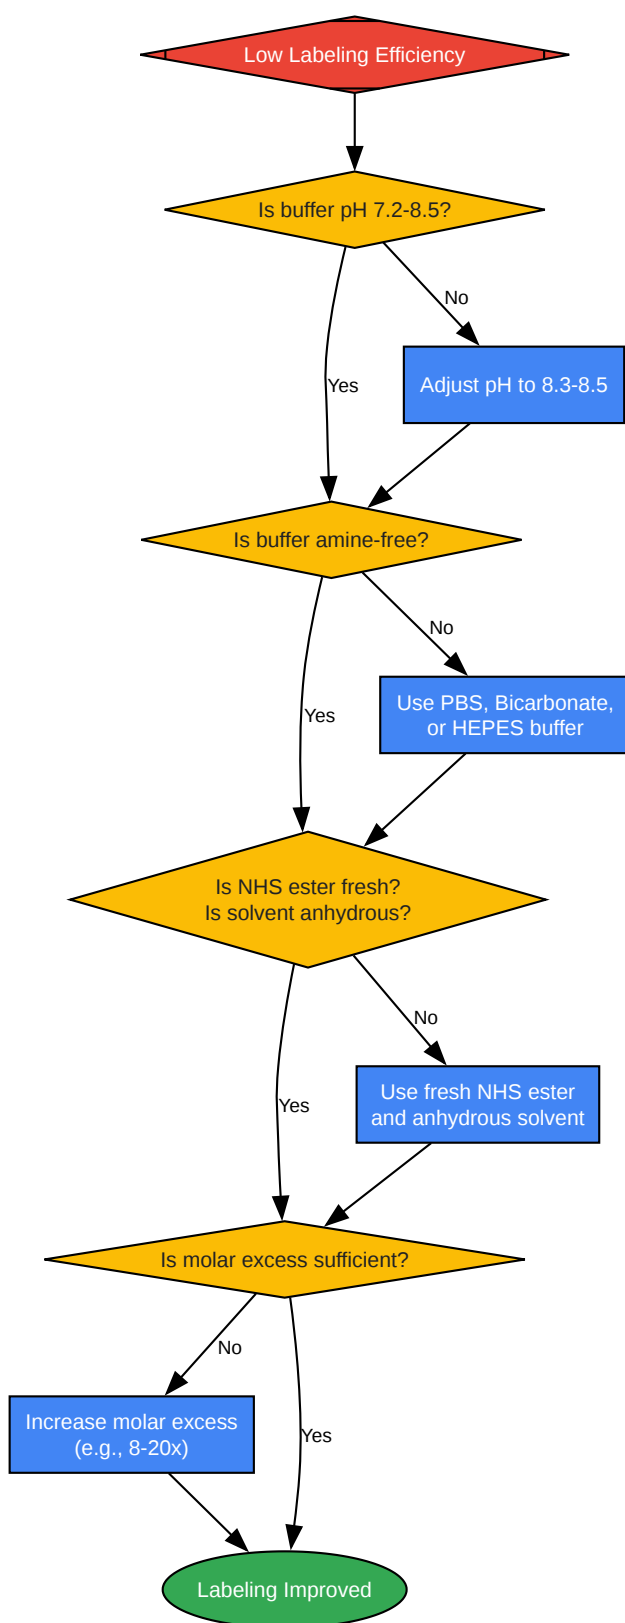 Low Labeling Efficiency
Is buffer pH 7.2-8.5?
No
Yes
Adjust pH to 8.3-8.5
Is buffer amine-free?
No
Yes
Use PBS, Bicarbonate,
or HEPES buffer
Is NHS ester fresh?
Is solvent anhydrous?
No
Yes
Use fresh NHS ester
and anhydrous solvent
Is molar excess sufficient?
No
Yes
Increase molar excess
(e.g., 8-20x)
Labeling Improved